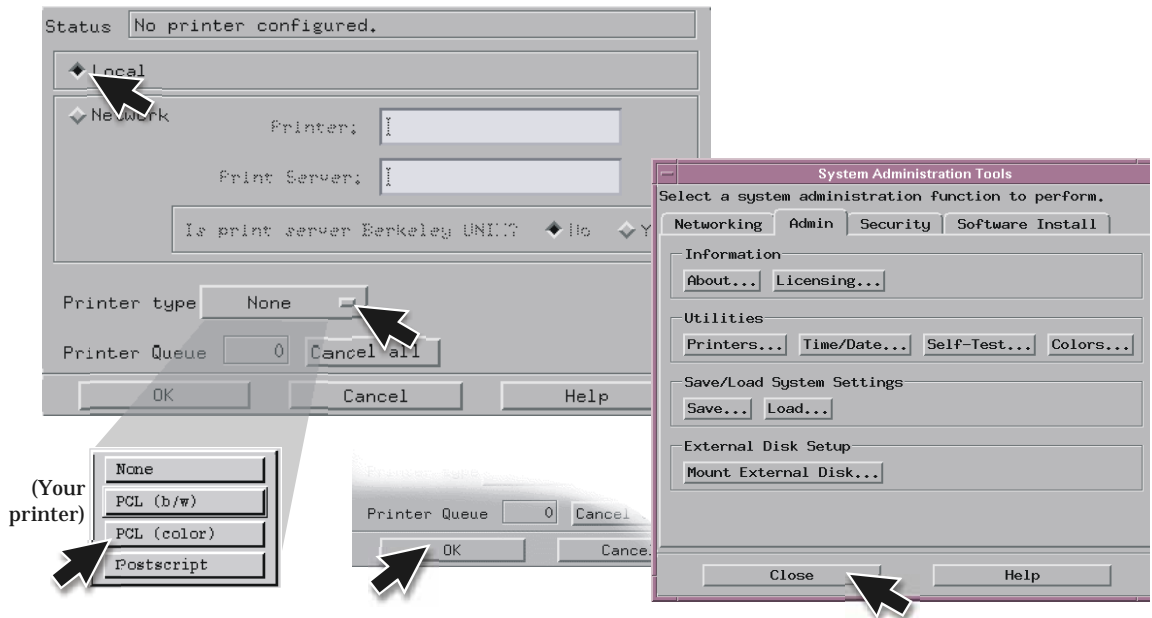 Status No printer configured.
Local
Network
Printer:
Print Server:
Is print server Berkeley UNIX? No Y
Printer type None
Printer Queue 0 Cancel all
OK Cancel Help
(Your printer)
None
PCL (b/w)
PCL (color)
Postscript
Printer Queue 0 Cancel
OK Cance
System Administration Tools
Select a system administration function to perform.
Networking Admin Security Software Install
Information
About... Licensing...
Utilities
Printers... Time/Date... Self-Test... Colors...
Save/Load System Settings
Save... Load...
External Disk Setup
Mount External Disk...
Close Help